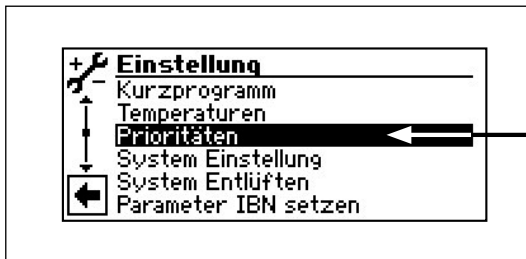 Einstellung
Kurzprogramm
Temperaturen
Prioritäten
System Einstellung
System Entlüften
Parameter IBN setzen